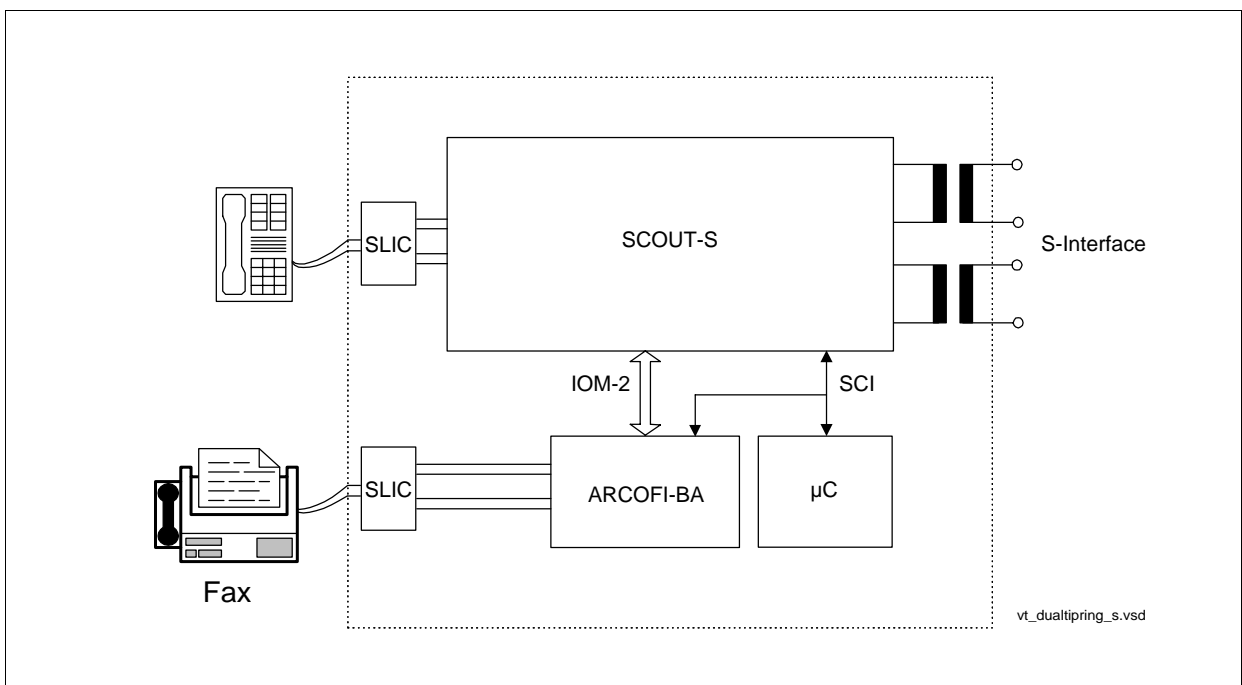 SLIC
SCOUT-S
S-Interface
IOM-2
SCI
SLIC
ARCOFI-BA
µC
Fax
vt_dualtipring_s.vsd